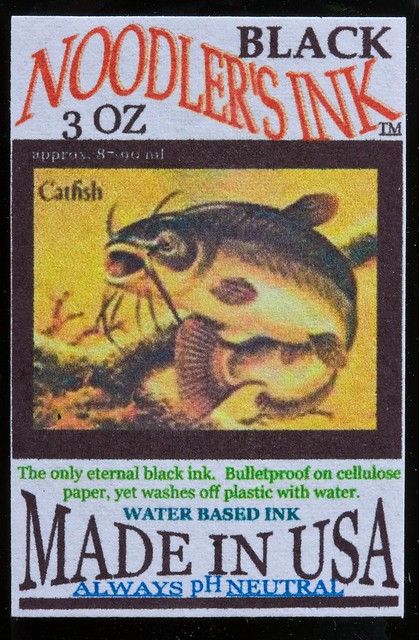 BLACK
NOODLER'S INK
3 OZ
TM
approx. 87-90 ml
Catfish
The only eternal black ink. Bulletproof on cellulose
paper, yet washes off plastic with water.
WATER BASED INK
MADE IN USA
ALWAYS pH NEUTRAL